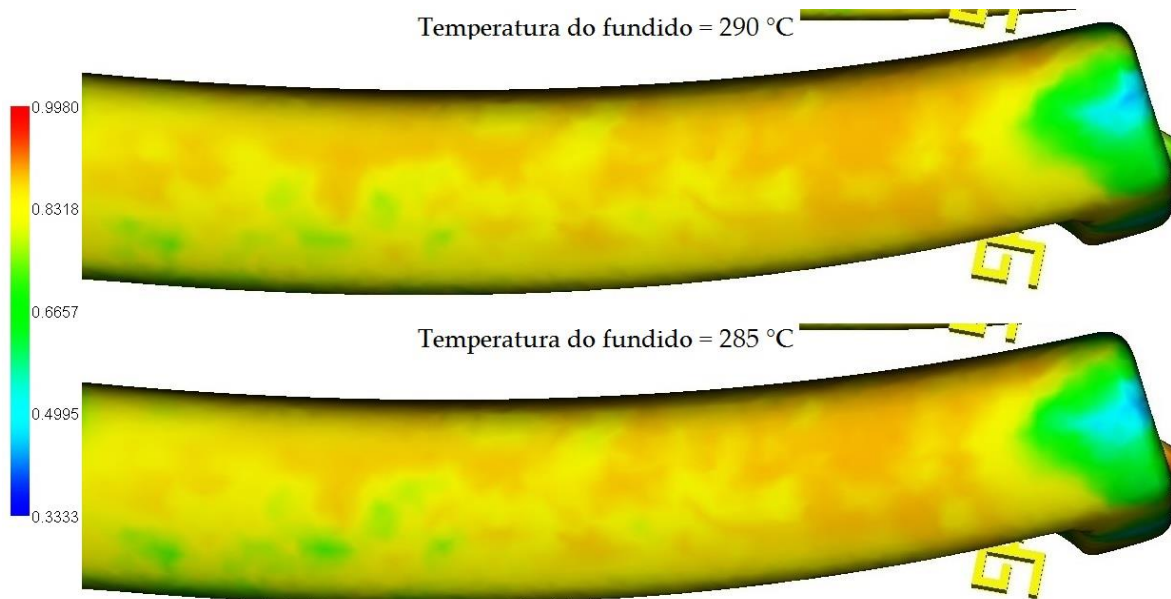 Temperatura do fundido = 290 °C
0.9980
0.8318
0.6657
Temperatura do fundido = 285 °C
0.4995
0.3333